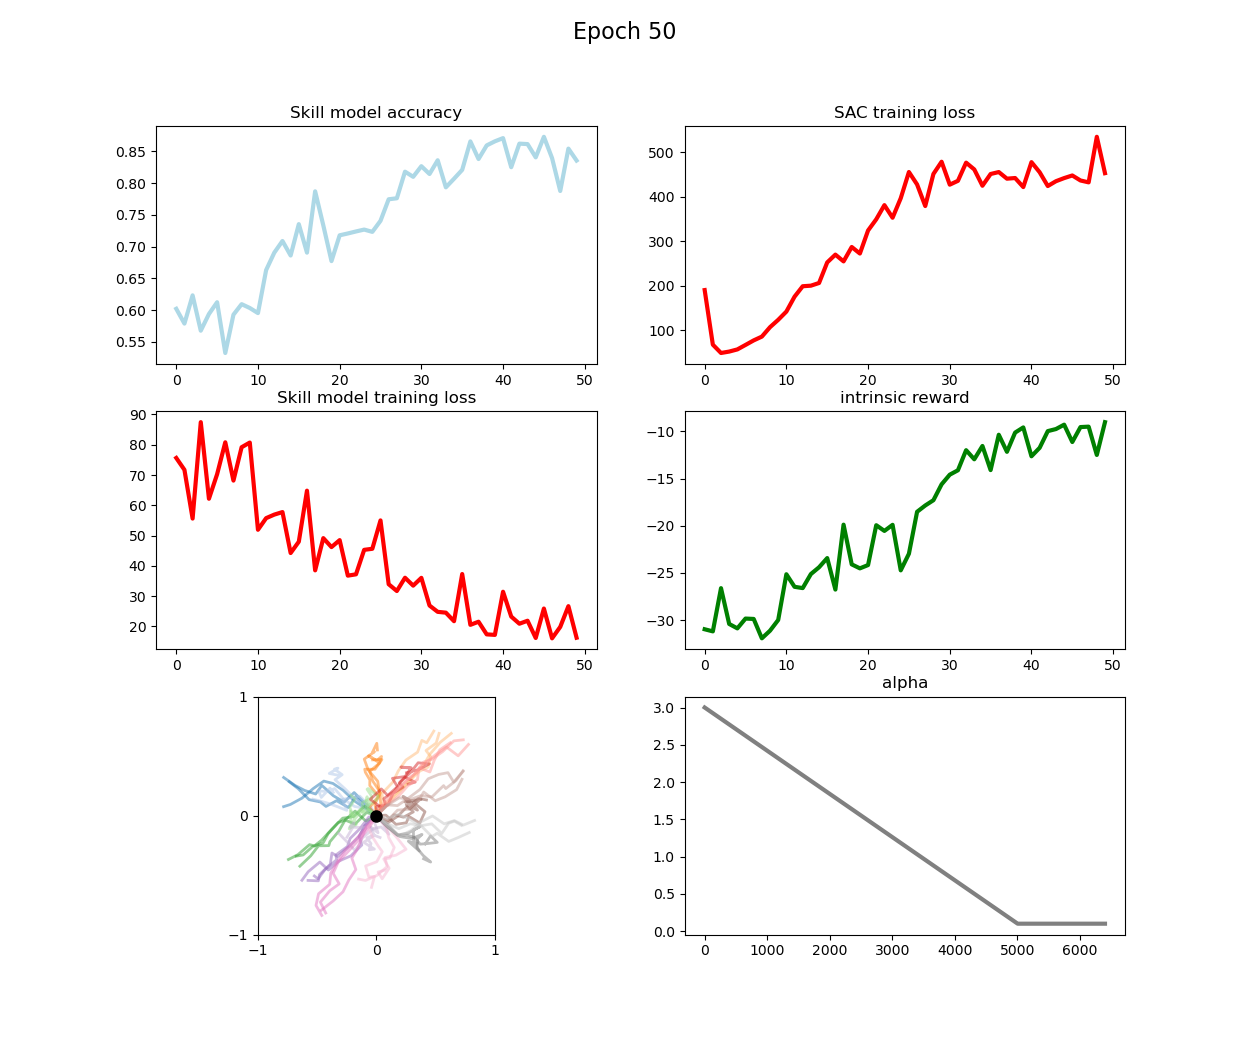 Epoch 50
Skill model accuracy
0.85
0.80
0.75
0.70
0.65
0.60
0.55
0 10 20 30 40 50
SAC training loss
500
400
300
200
100
0 10 20 30 40 50
Skill model training loss
90
80
70
60
50
40
30
20
0 10 20 30 40 50
intrinsic reward
−10
−15
−20
−25
−30
0 10 20 30 40 50
1
0
−1
−1 0 1
alpha
3.0
2.5
2.0
1.5
1.0
0.5
0.0
0 1000 2000 3000 4000 5000 6000